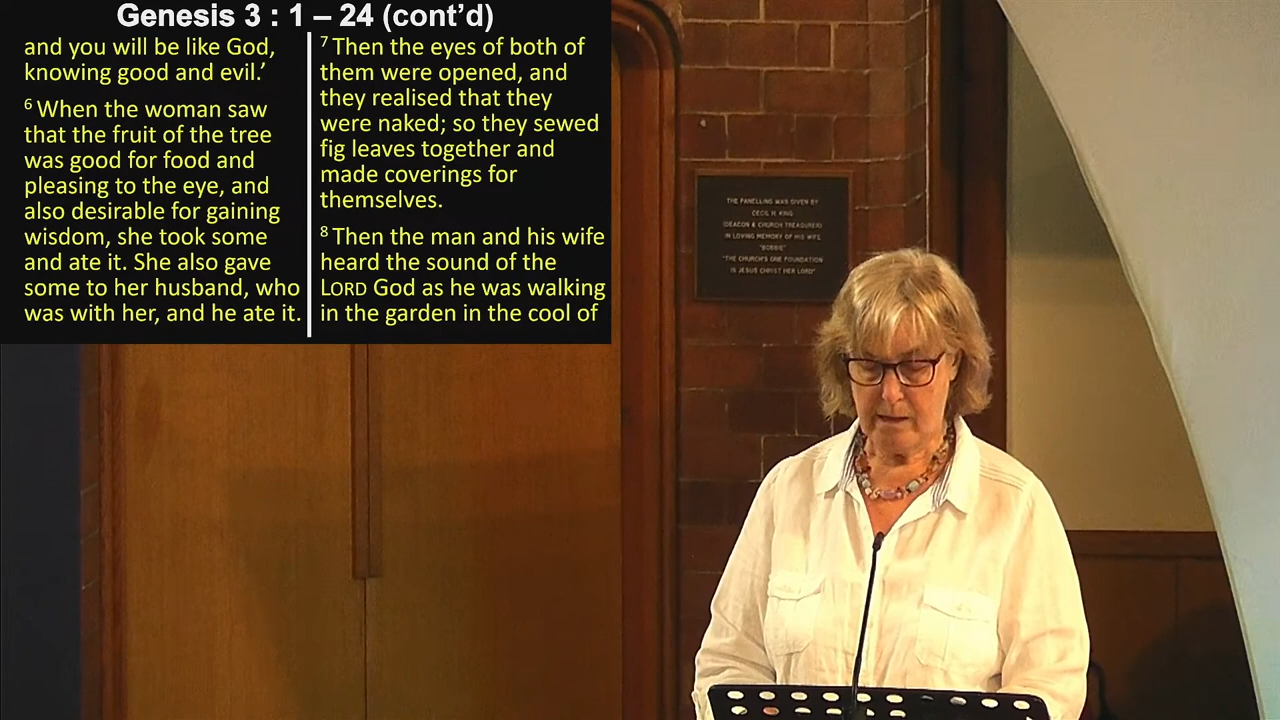 Genesis 3 : 1 – 24 (cont’d)
and you will be like God,
knowing good and evil.’
6 When the woman saw
that the fruit of the tree
was good for food and
pleasing to the eye, and
also desirable for gaining
wisdom, she took some
and ate it. She also gave
some to her husband, who
was with her, and he ate it.
7 Then the eyes of both of
them were opened, and
they realised that they
were naked; so they sewed
fig leaves together and
made coverings for
themselves.
8 Then the man and his wife
heard the sound of the
LORD God as he was walking
in the garden in the cool of
THE PANELLING WAS GIVEN BY
CECIL H. KING
(DEACON & CHURCH TREASURER)
IN LOVING MEMORY OF HIS WIFE
"BOBBIE"
"THE CHURCH'S ONE FOUNDATION
IS JESUS CHRIST HER LORD"